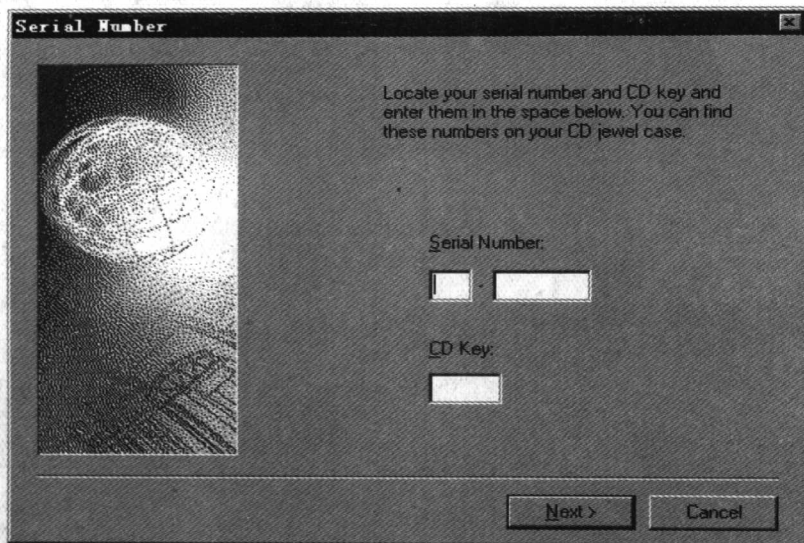 Serial Number
Locate your serial number and CD key and
enter them in the space below. You can find
these numbers on your CD jewel case.
Serial Number:
-
CD Key:
Next >
Cancel